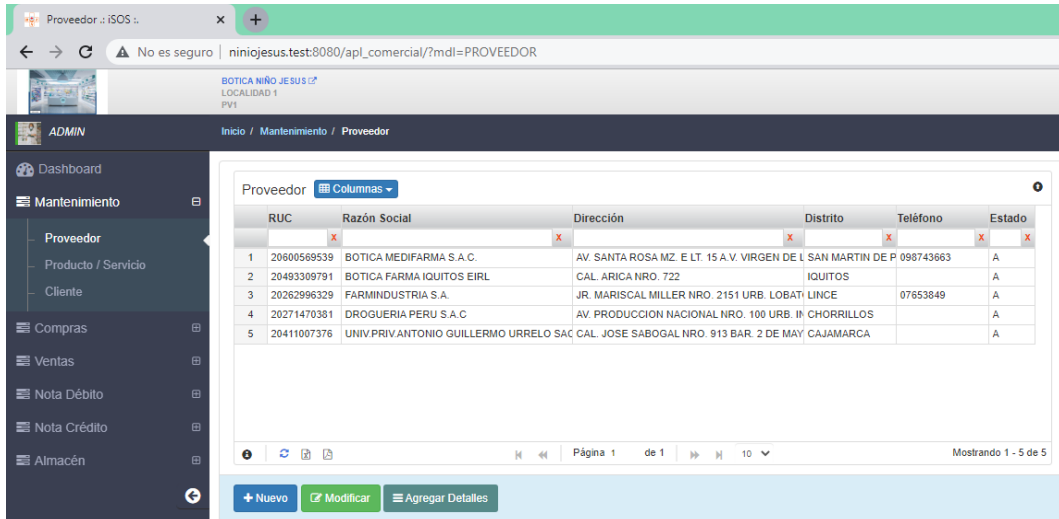 Proveedor .: iSOS :.
No es seguro niniojesus.test:8080/apl_comercial/?mdl=PROVEEDOR
BOTICA NIÑO JESUS
LOCALIDAD 1
PV1
ADMIN
Inicio / Mantenimiento / Proveedor
Dashboard
Mantenimiento
Proveedor
Producto / Servicio
Cliente
Compras
Ventas
Nota Débito
Nota Crédito
Almacén
Proveedor Columnas
RUC Razón Social Dirección Distrito Teléfono Estado
x x x x x x
1 20600569539 BOTICA MEDIFARMA S.A.C. AV. SANTA ROSA MZ. E LT. 15 A.V. VIRGEN DE L SAN MARTIN DE P 098743663 A
2 20493309791 BOTICA FARMA IQUITOS EIRL CAL. ARICA NRO. 722 IQUITOS A
3 20262996329 FARMINDUSTRIA S.A. JR. MARISCAL MILLER NRO. 2151 URB. LOBAT LINCE 07653849 A
4 20271470381 DROGUERIA PERU S.A.C AV. PRODUCCION NACIONAL NRO. 100 URB. IN CHORRILLOS A
5 20411007376 UNIV.PRIV.ANTONIO GUILLERMO URRELO SAC CAL. JOSE SABOGAL NRO. 913 BAR. 2 DE MAY CAJAMARCA A
Página 1 de 1 10 Mostrando 1 - 5 de 5
Nuevo Modificar Agregar Detalles